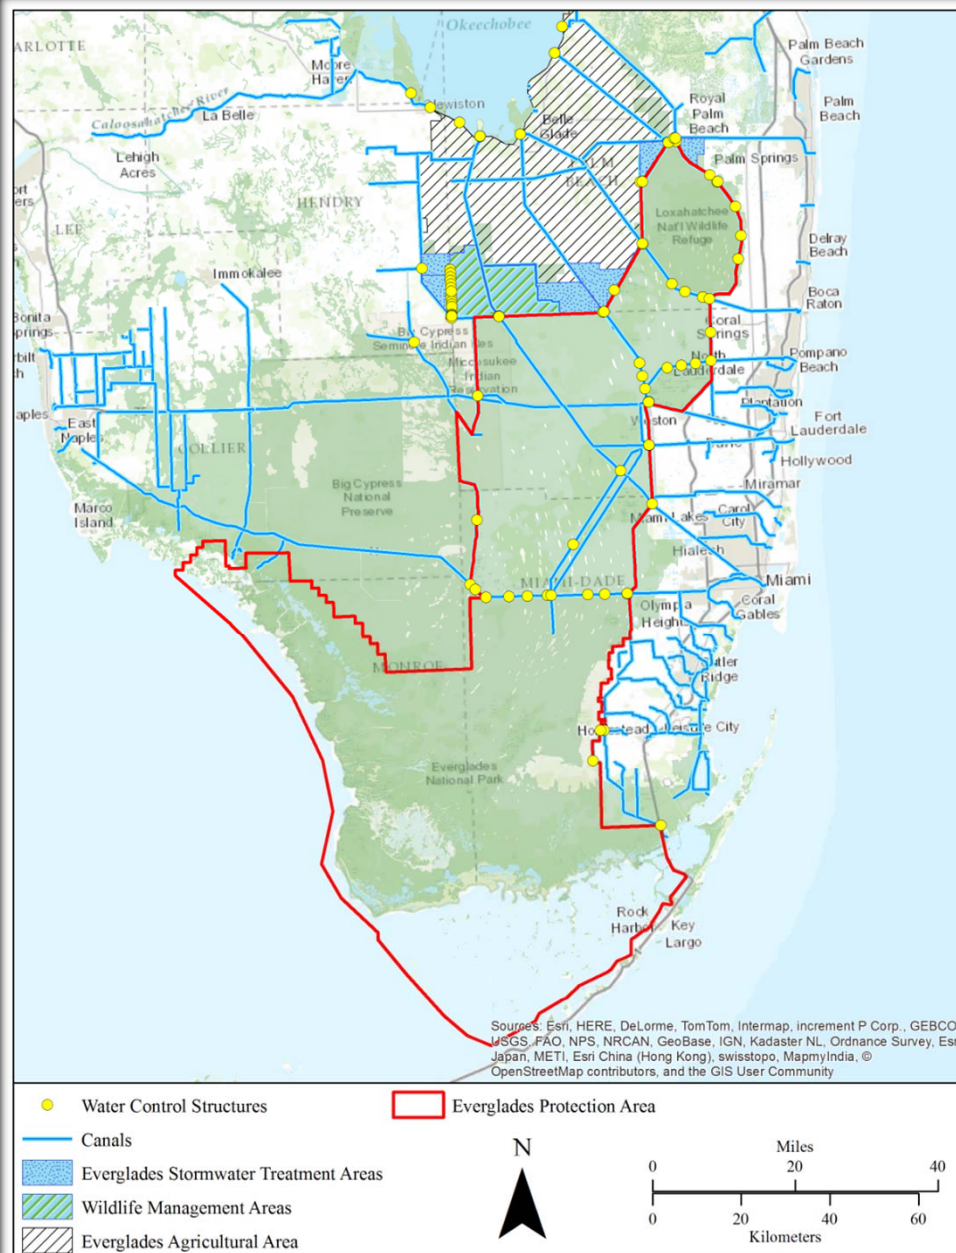 Okeechobee
ARLOTTE
Moore
Haven
Palm Beach
Gardens
Caloosahatchee River
La Belle
lewiston
Belle
Glade
Royal
Palm
Beach
Palm
Beach
Lehigh
Acres
PALM
BEACH
Palm Springs
HENDRY
LEE
Loxahatchee
Nat'l Wildlife
Refuge
Delray
Beach
Immokalee
Boca
Raton
Bonita
Springs
Big Cypress
Seminole Indian Res
Coral
Springs
Miccosukee
Indian
Reservation
North
Lauderdale
Pompano
Beach
aples
East
Naples
Plantation
Weston
Fort
Lauderdale
COLLIER
Hollywood
Big Cypress
National
Preserve
Miramar
Marco
Island
Miami Lakes
Carol
City
Hialeah
MIAMI-DADE
Miami
Olympia
Heights
Coral
Gables
MONROE
utler
Ridge
Homestead
Leisure City
Everglades
National Park
Rock
Harbor
Key
Largo
Sources: Esri, HERE, DeLorme, TomTom, Intermap, increment P Corp., GEBCO
USGS, FAO, NPS, NRCAN, GeoBase, IGN, Kadaster NL, Ordnance Survey, Esr
Japan, METI, Esri China (Hong Kong), swisstopo, MapmyIndia, ©
OpenStreetMap contributors, and the GIS User Community
Water Control Structures
Everglades Protection Area
Canals
Everglades Stormwater Treatment Areas
Wildlife Management Areas
Everglades Agricultural Area
N
Miles
0 20 40
0 20 40 60
Kilometers